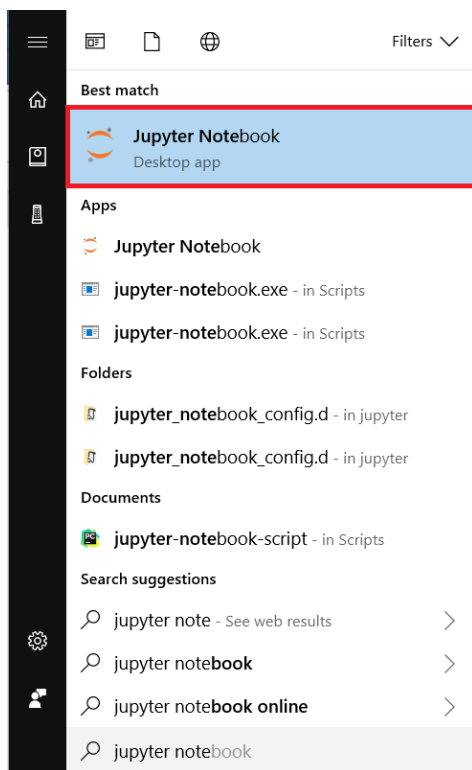 Filters
Best match
Jupyter Notebook
Desktop app
Apps
Jupyter Notebook
jupyter-notebook.exe - in Scripts
jupyter-notebook.exe - in Scripts
Folders
jupyter_notebook_config.d - in jupyter
jupyter_notebook_config.d - in jupyter
Documents
PC
jupyter-notebook-script - in Scripts
Search suggestions
jupyter note - See web results
jupyter notebook
jupyter notebook online
jupyter notebook